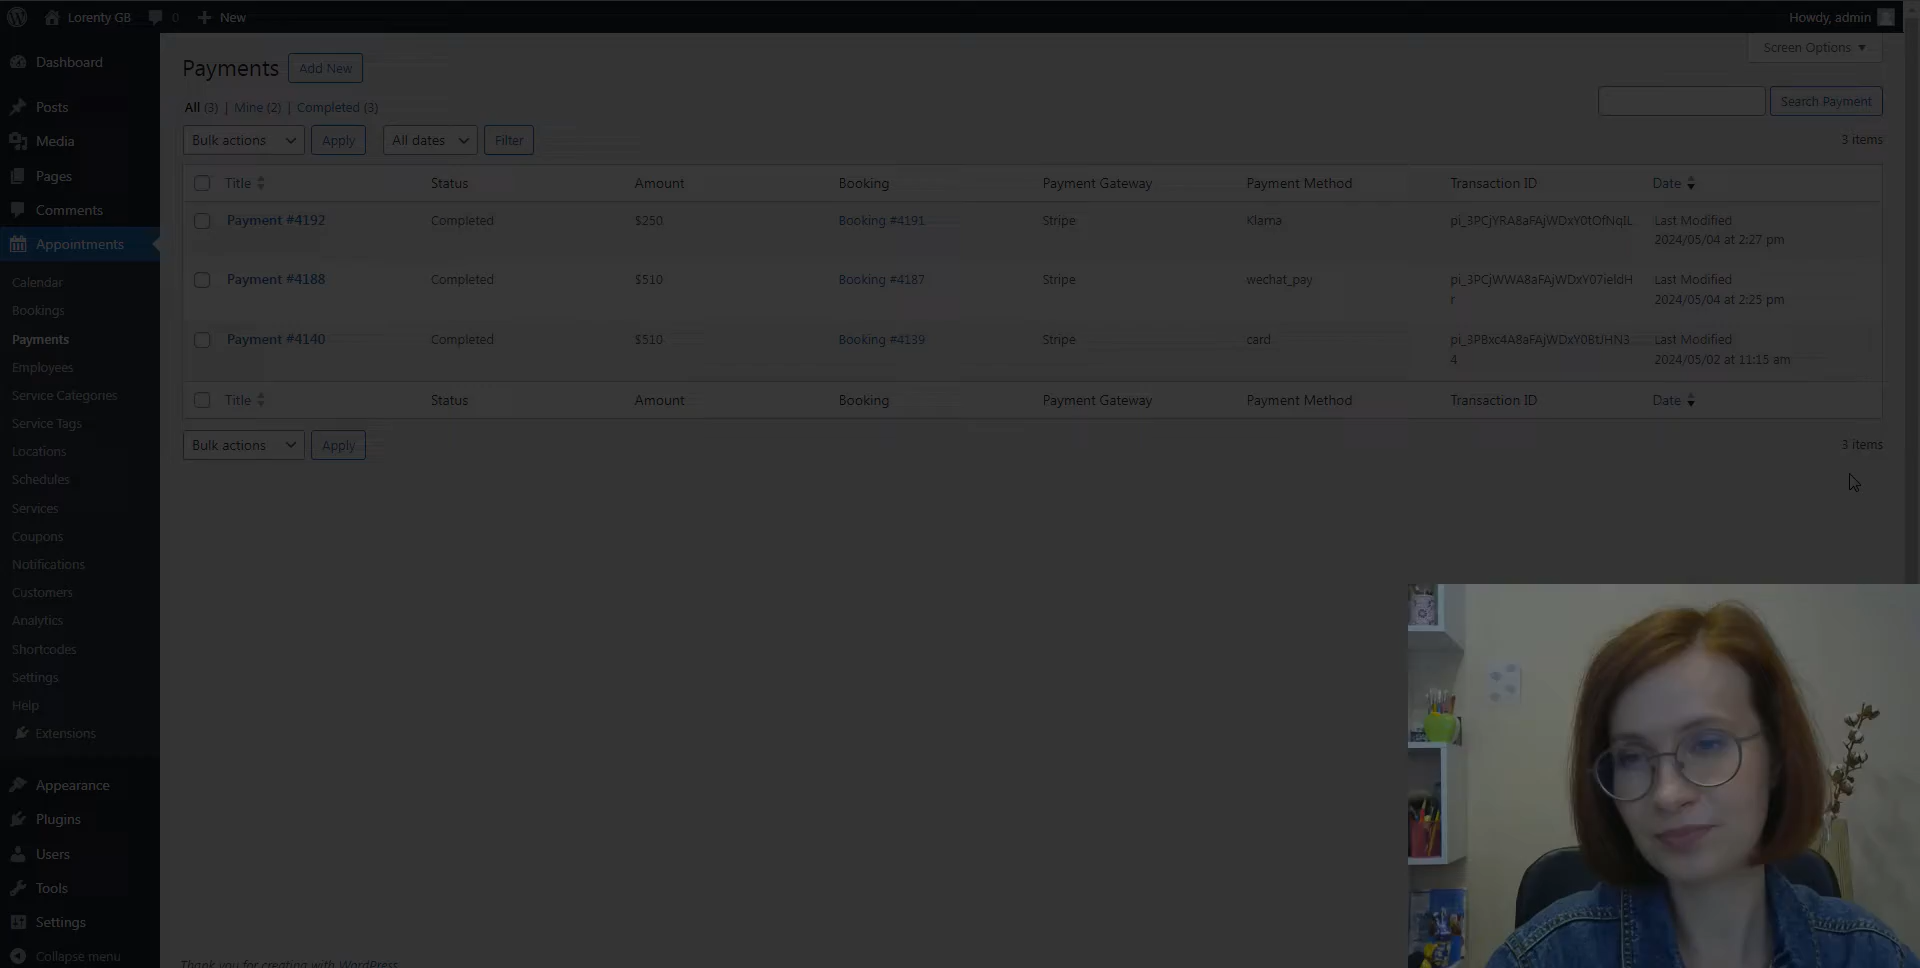 Lorenty GB 0 New Howdy, admin
Screen Options
Dashboard
Posts
Media
Pages
Comments
Appointments
Calendar
Bookings
Payments
Employees
Service Categories
Service Tags
Locations
Schedules
Services
Coupons
Notifications
Customers
Analytics
Shortcodes
Settings
Help
Extensions
Appearance
Plugins
Users
Tools
Settings
Collapse menu
Payments Add New
All (3) | Mine (2) | Completed (3)
Search Payment
Bulk actions Apply All dates Filter 3 items
Title Status Amount Booking Payment Gateway Payment Method Transaction ID Date
Payment #4192 Completed $250 Booking #4191 Stripe Klarna pi_3PCjYRA8aFAjWDxY0tOfNqIL Last Modified
2024/05/04 at 2:27 pm
Payment #4188 Completed $510 Booking #4187 Stripe wechat_pay pi_3PCjWWA8aFAjWDxY07ieldH Last Modified
r 2024/05/04 at 2:25 pm
Payment #4140 Completed $510 Booking #4139 Stripe card pi_3PBxc4A8aFAjWDxY0BtJHN3 Last Modified
4 2024/05/02 at 11:15 am
Title Status Amount Booking Payment Gateway Payment Method Transaction ID Date
Bulk actions Apply 3 items
Thank you for creating with WordPress.